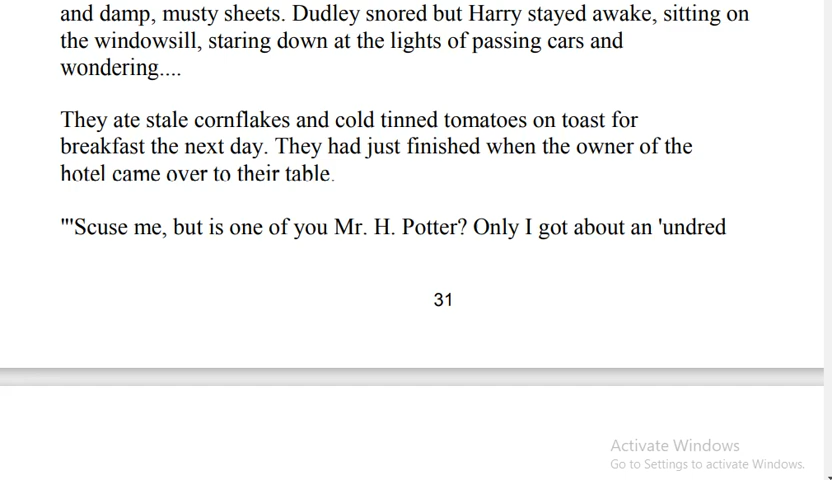 and damp, musty sheets. Dudley snored but Harry stayed awake, sitting on
the windowsill, staring down at the lights of passing cars and
wondering....
They ate stale cornflakes and cold tinned tomatoes on toast for
breakfast the next day. They had just finished when the owner of the
hotel came over to their table.
"'Scuse me, but is one of you Mr. H. Potter? Only I got about an 'undred
31
Activate Windows
Go to Settings to activate Windows.